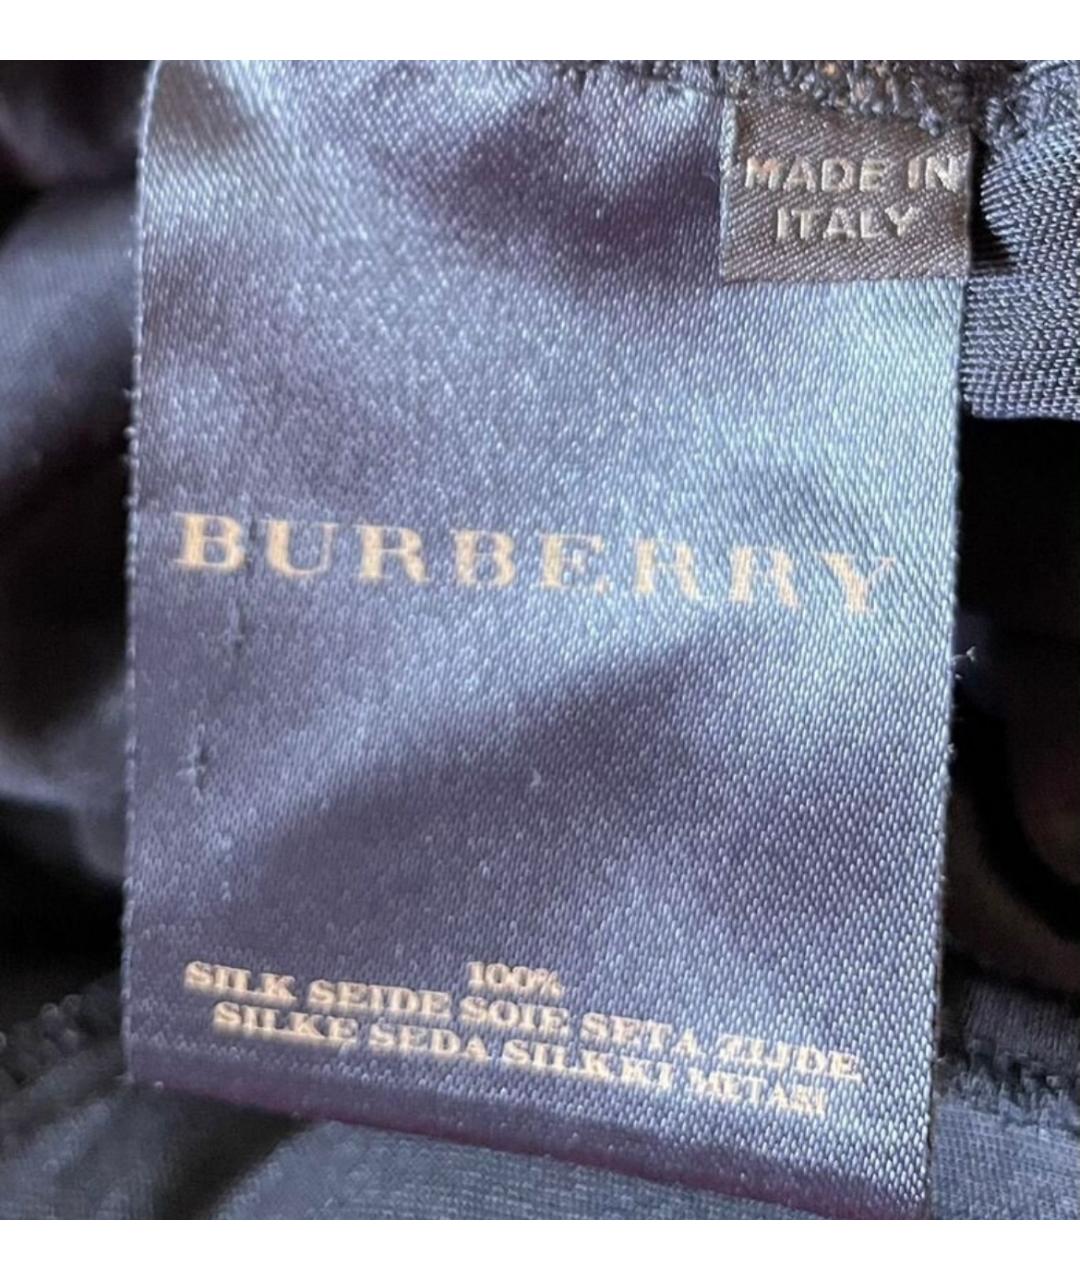 MADE IN
ITALY
BURBERRY
100%
SILK SEIDE SOIE SETA ZIJDE
SILKE SEDA SILKKI METASI